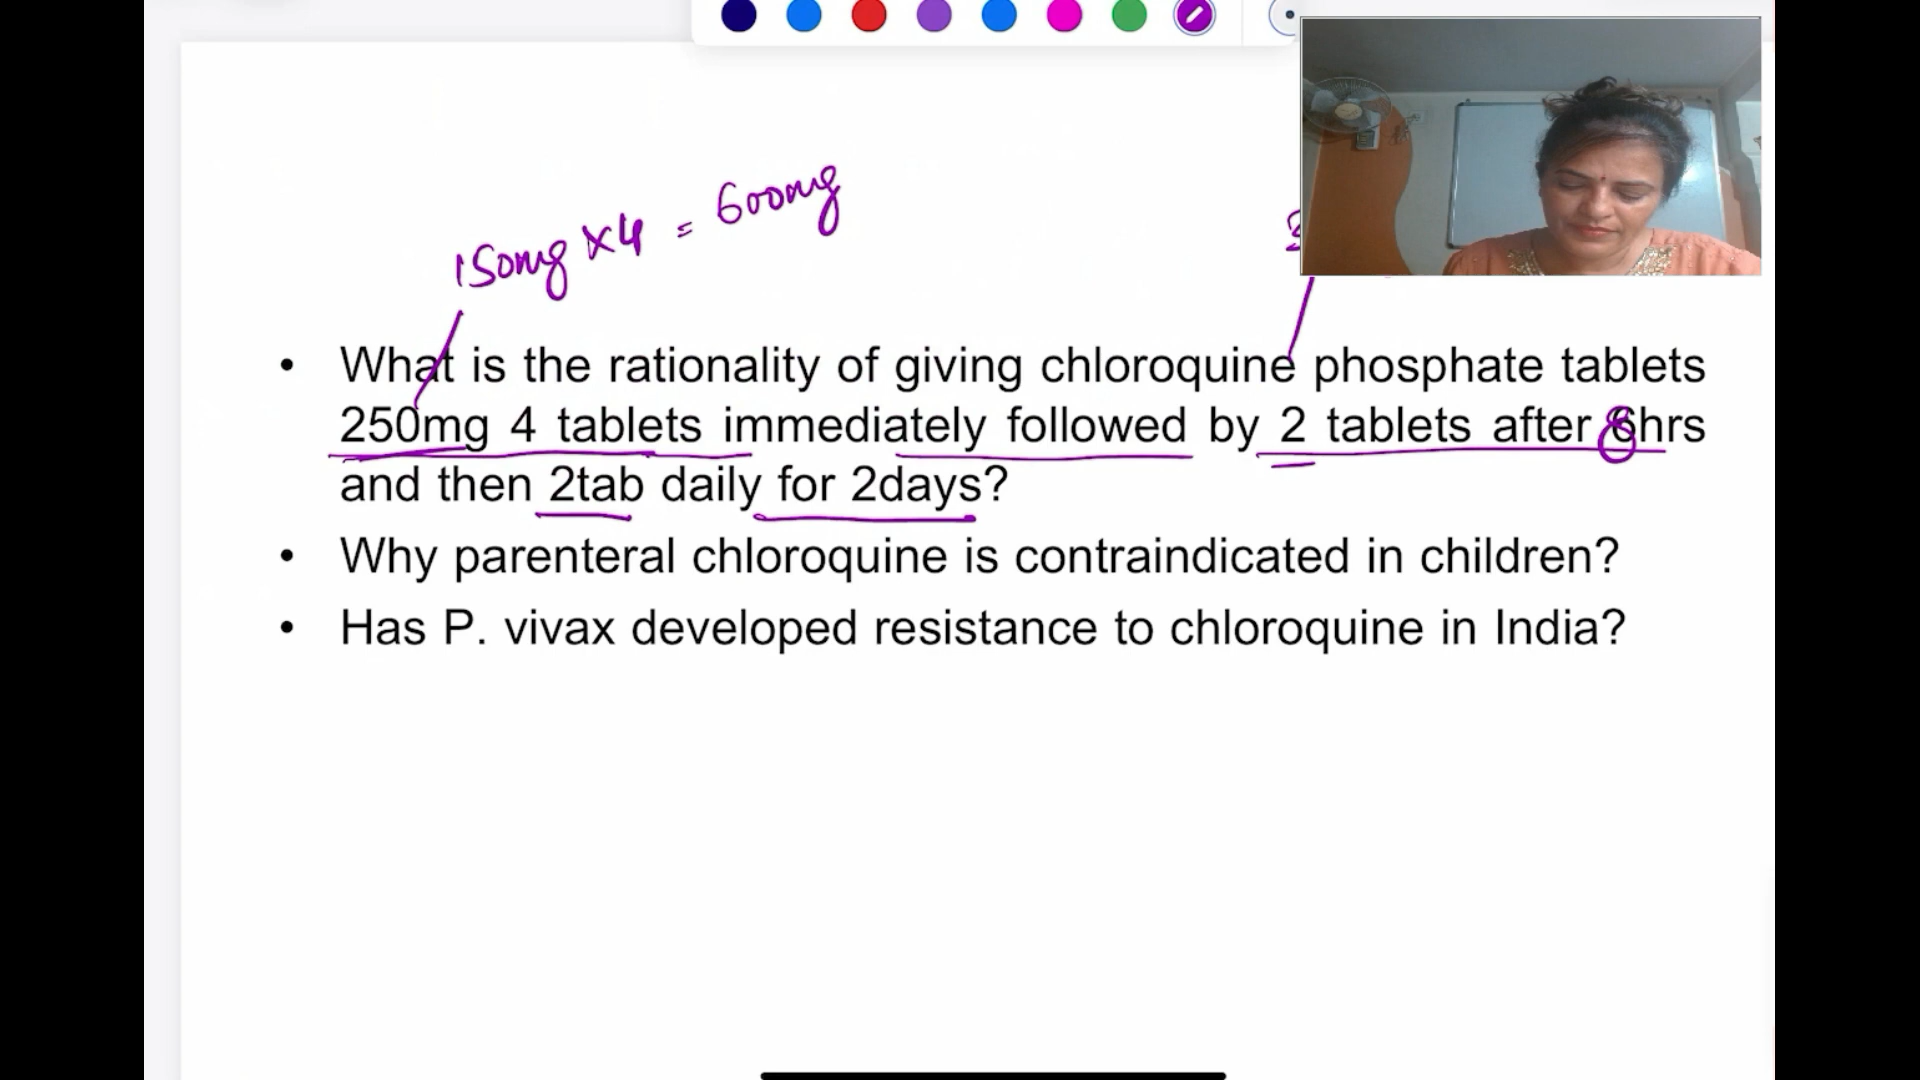 150mg x4 = 600mg
• What is the rationality of giving chloroquine phosphate tablets
250mg 4 tablets immediately followed by 2 tablets after 8hrs
and then 2tab daily for 2days?
• Why parenteral chloroquine is contraindicated in children?
• Has P. vivax developed resistance to chloroquine in India?